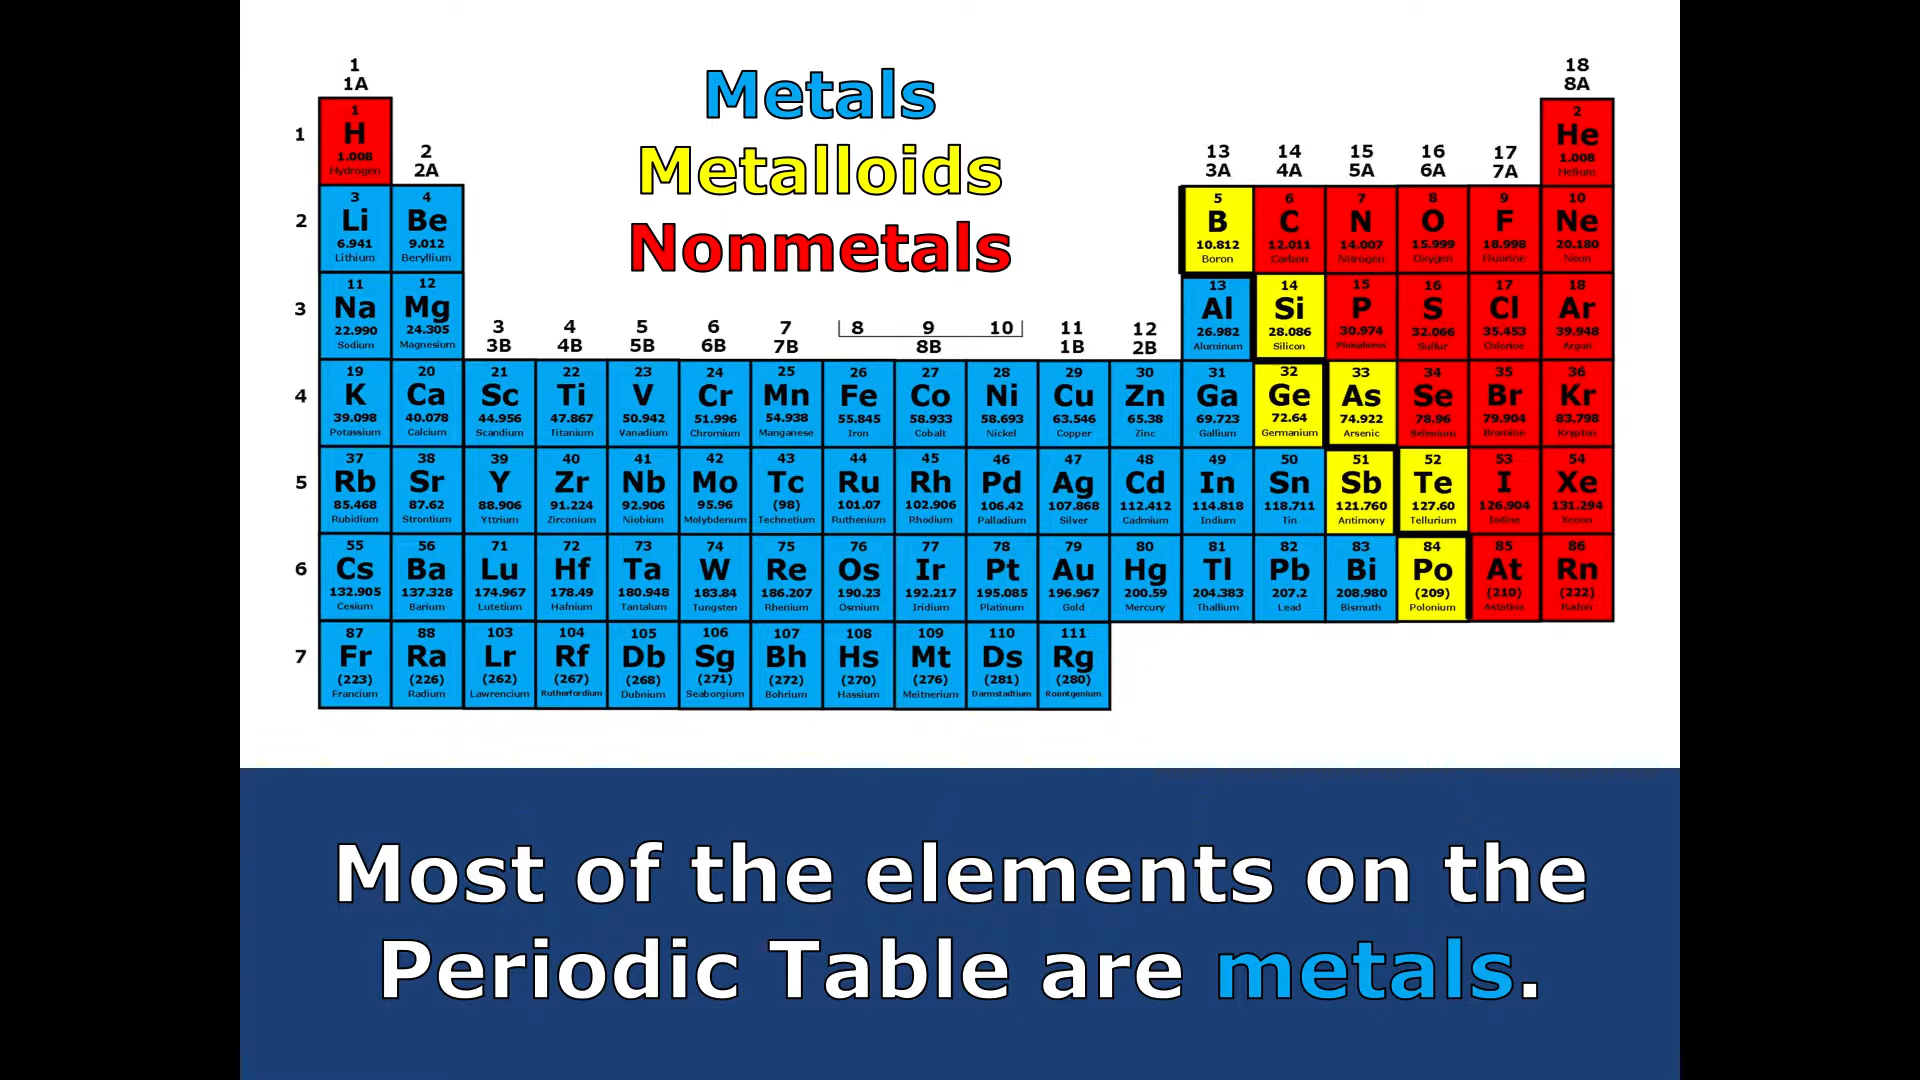 1
1A
18
8A
Metals
Metalloids
Nonmetals
2
2A
13 14 15 16 17
3A 4A 5A 6A 7A
3 4 5 6 7 8 9 10 11 12
3B 4B 5B 6B 7B 8B 1B 2B
1
1 2
H He
1.008 1.008
Hydrogen Helium
2
3 4 5 6 7 8 9 10
Li Be B C N O F Ne
6.941 9.012 10.812 12.011 14.007 15.999 18.998 20.180
Lithium Beryllium Boron Carbon Nitrogen Oxygen Fluorine Neon
3
11 12 13 14 15 16 17 18
Na Mg Al Si P S Cl Ar
22.990 24.305 26.982 28.086 30.974 32.066 35.453 39.948
Sodium Magnesium Aluminum Silicon Phosphorus Sulfur Chlorine Argon
4
19 20 21 22 23 24 25 26 27 28 29 30 31 32 33 34 35 36
K Ca Sc Ti V Cr Mn Fe Co Ni Cu Zn Ga Ge As Se Br Kr
39.098 40.078 44.956 47.867 50.942 51.996 54.938 55.845 58.933 58.693 63.546 65.38 69.723 72.64 74.922 78.96 79.904 83.798
Potassium Calcium Scandium Titanium Vanadium Chromium Manganese Iron Cobalt Nickel Copper Zinc Gallium Germanium Arsenic Selenium Bromine Krypton
5
37 38 39 40 41 42 43 44 45 46 47 48 49 50 51 52 53 54
Rb Sr Y Zr Nb Mo Tc Ru Rh Pd Ag Cd In Sn Sb Te I Xe
85.468 87.62 88.906 91.224 92.906 95.96 (98) 101.07 102.906 106.42 107.868 112.412 114.818 118.711 121.760 127.60 126.904 131.294
Rubidium Strontium Yttrium Zirconium Niobium Molybdenum Technetium Ruthenium Rhodium Palladium Silver Cadmium Indium Tin Antimony Tellurium Iodine Xenon
6
55 56 71 72 73 74 75 76 77 78 79 80 81 82 83 84 85 86
Cs Ba Lu Hf Ta W Re Os Ir Pt Au Hg Tl Pb Bi Po At Rn
132.905 137.328 174.967 178.49 180.948 183.84 186.207 190.23 192.217 195.085 196.967 200.59 204.383 207.2 208.980 (209) (210) (222)
Cesium Barium Lutetium Hafnium Tantalum Tungsten Rhenium Osmium Iridium Platinum Gold Mercury Thallium Lead Bismuth Polonium Astatine Radon
7
87 88 103 104 105 106 107 108 109 110 111
Fr Ra Lr Rf Db Sg Bh Hs Mt Ds Rg
(223) (226) (262) (267) (268) (271) (272) (270) (276) (281) (280)
Francium Radium Lawrencium Rutherfordium Dubnium Seaborgium Bohrium Hassium Meitnerium Darmstadtium Roentgenium
Most of the elements on the
Periodic Table are metals.